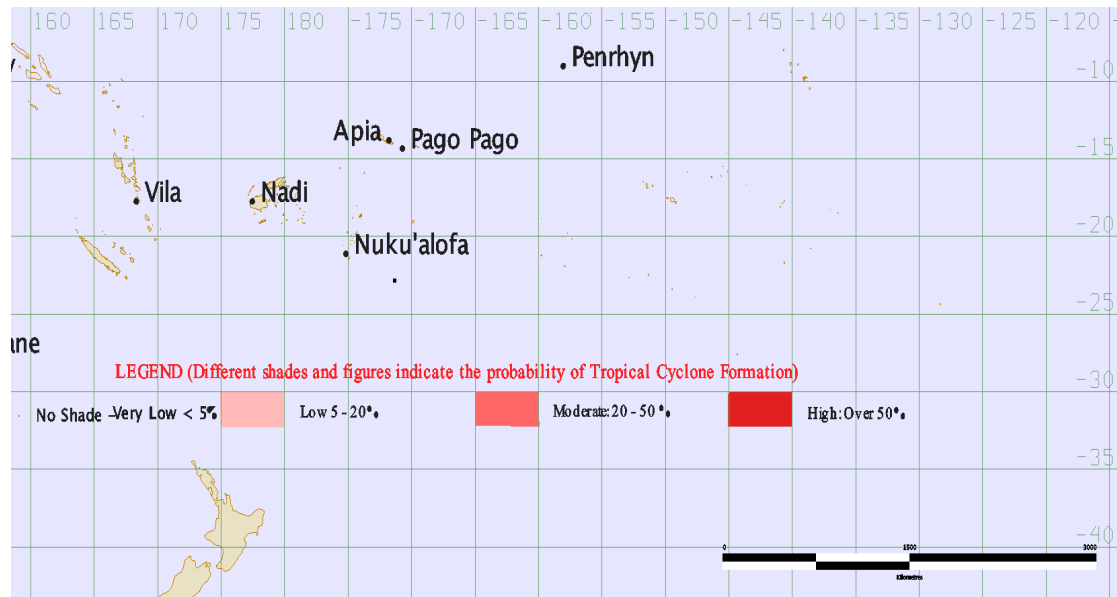 160 165 170 175 180 -175 -170 -165 -160 -155 -150 -145 -140 -135 -130 -125 -120
Penrhyn
-10
Apia
Pago Pago
-15
Vila
Nadi
-20
Nuku'alofa
-25
ane
LEGEND (Different shades and figures indicate the probability of Tropical Cyclone Formation)
-30
No Shade - Very Low < 5% Low 5 - 20% Moderate: 20 - 50% High: Over 50%
-35
-40
0 1500 3000
Kilometres